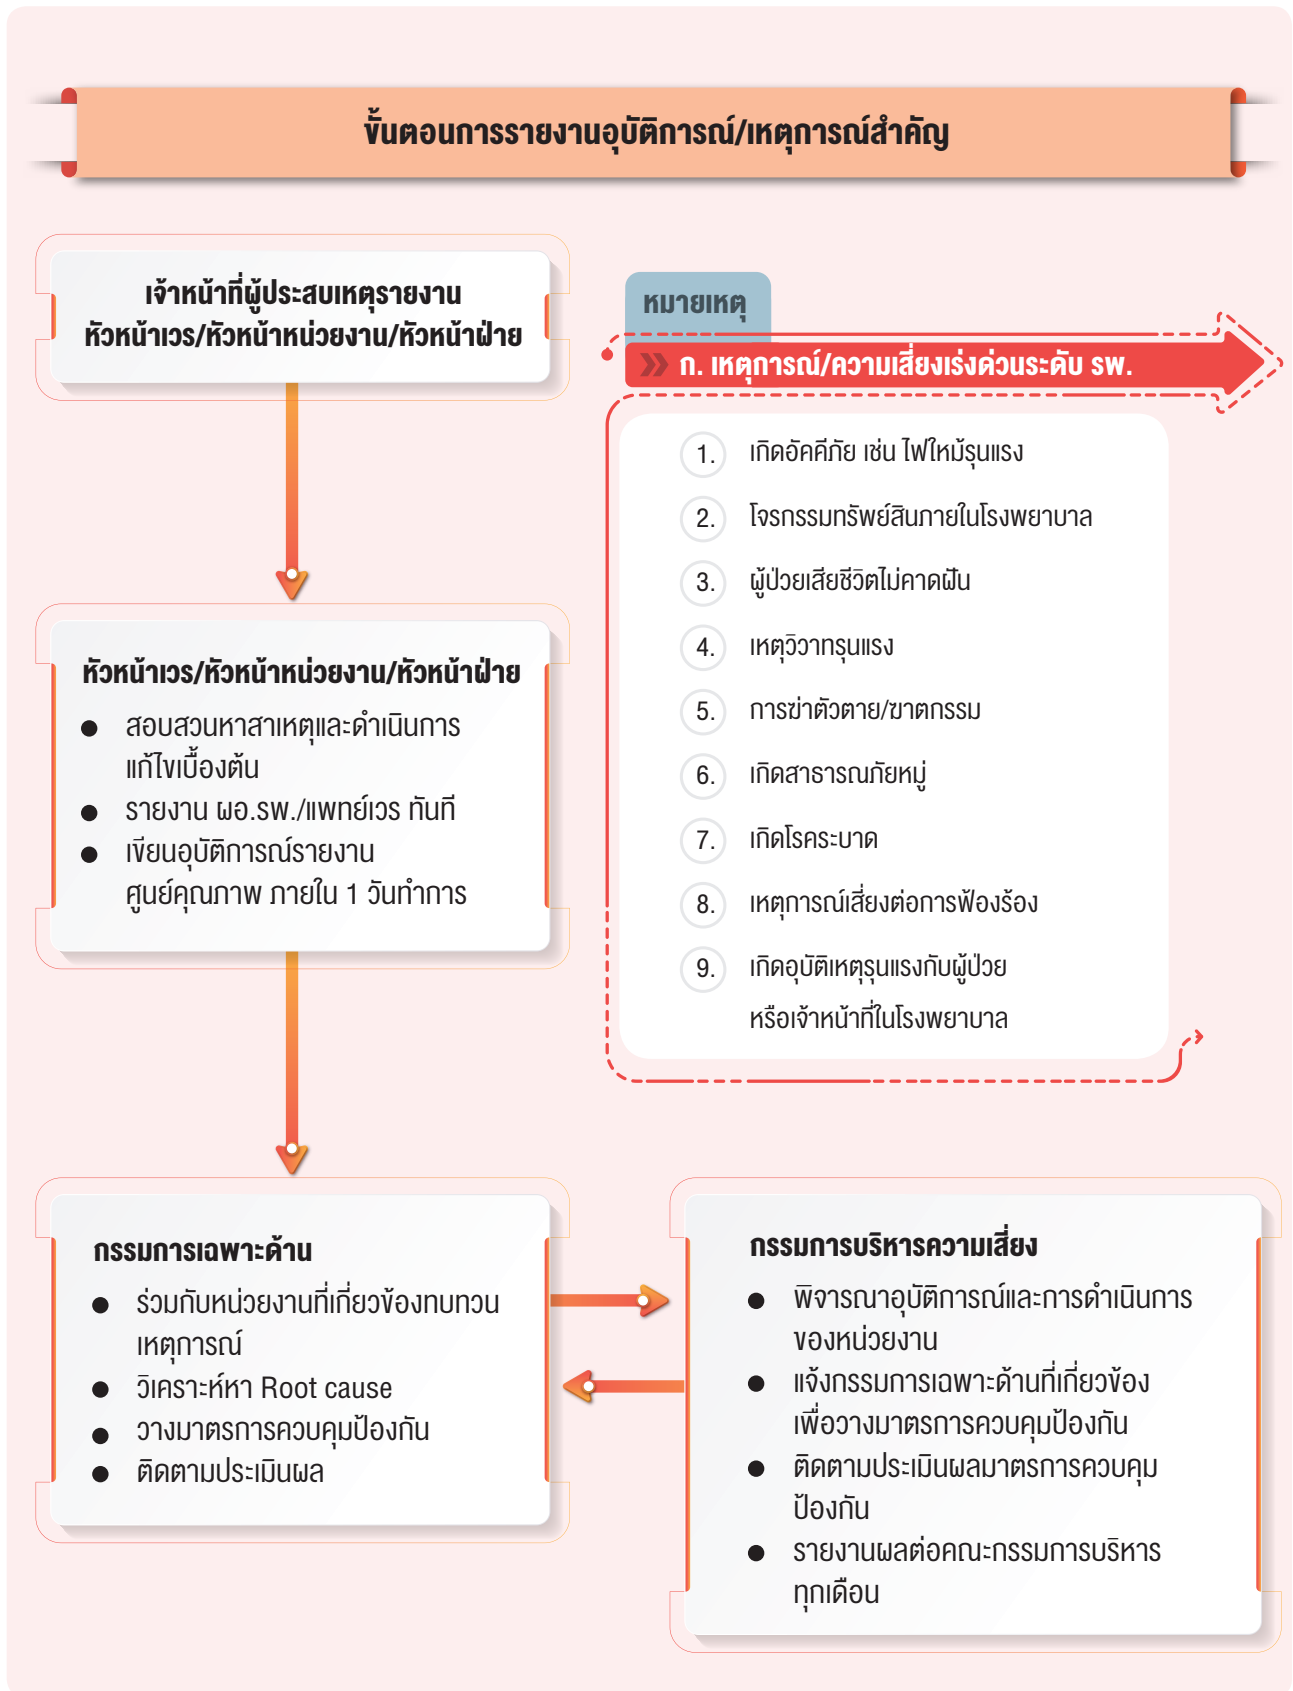 ขั้นตอนการรายงานอุบัติการณ์/เหตุการณ์สำคัญ
เจ้าหน้าที่ผู้ประสบเหตุรายงาน
หัวหน้าเวร/หัวหน้าหน่วยงาน/หัวหน้าฝ่าย
หัวหน้าเวร/หัวหน้าหน่วยงาน/หัวหน้าฝ่าย
● สอบสวนหาสาเหตุและดำเนินการ
แก้ไขเบื้องต้น
● รายงาน ผอ.รพ./แพทย์เวร ทันที
● เขียนอุบัติการณ์รายงาน
ศูนย์คุณภาพ ภายใน 1 วันทำการ
หมายเหตุ
ก. เหตุการณ์/ความเสี่ยงเร่งด่วนระดับ รพ.
1. เกิดอัคคีภัย เช่น ไฟไหม้รุนแรง
2. โจรกรรมทรัพย์สินภายในโรงพยาบาล
3. ผู้ป่วยเสียชีวิตไม่คาดฝัน
4. เหตุวิวาทรุนแรง
5. การฆ่าตัวตาย/ฆาตกรรม
6. เกิดสาธารณภัยหมู่
7. เกิดโรคระบาด
8. เหตุการณ์เสี่ยงต่อการฟ้องร้อง
9. เกิดอุบัติเหตุรุนแรงกับผู้ป่วย
หรือเจ้าหน้าที่ในโรงพยาบาล
กรรมการเฉพาะด้าน
● ร่วมกับหน่วยงานที่เกี่ยวข้องทบทวน
เหตุการณ์
● วิเคราะห์หา Root cause
● วางมาตรการควบคุมป้องกัน
● ติดตามประเมินผล
กรรมการบริหารความเสี่ยง
● พิจารณาอุบัติการณ์และการดำเนินการ
ของหน่วยงาน
● แจ้งกรรมการเฉพาะด้านที่เกี่ยวข้อง
เพื่อวางมาตรการควบคุมป้องกัน
● ติดตามประเมินผลมาตรการควบคุม
ป้องกัน
● รายงานผลต่อคณะกรรมการบริหาร
ทุกเดือน